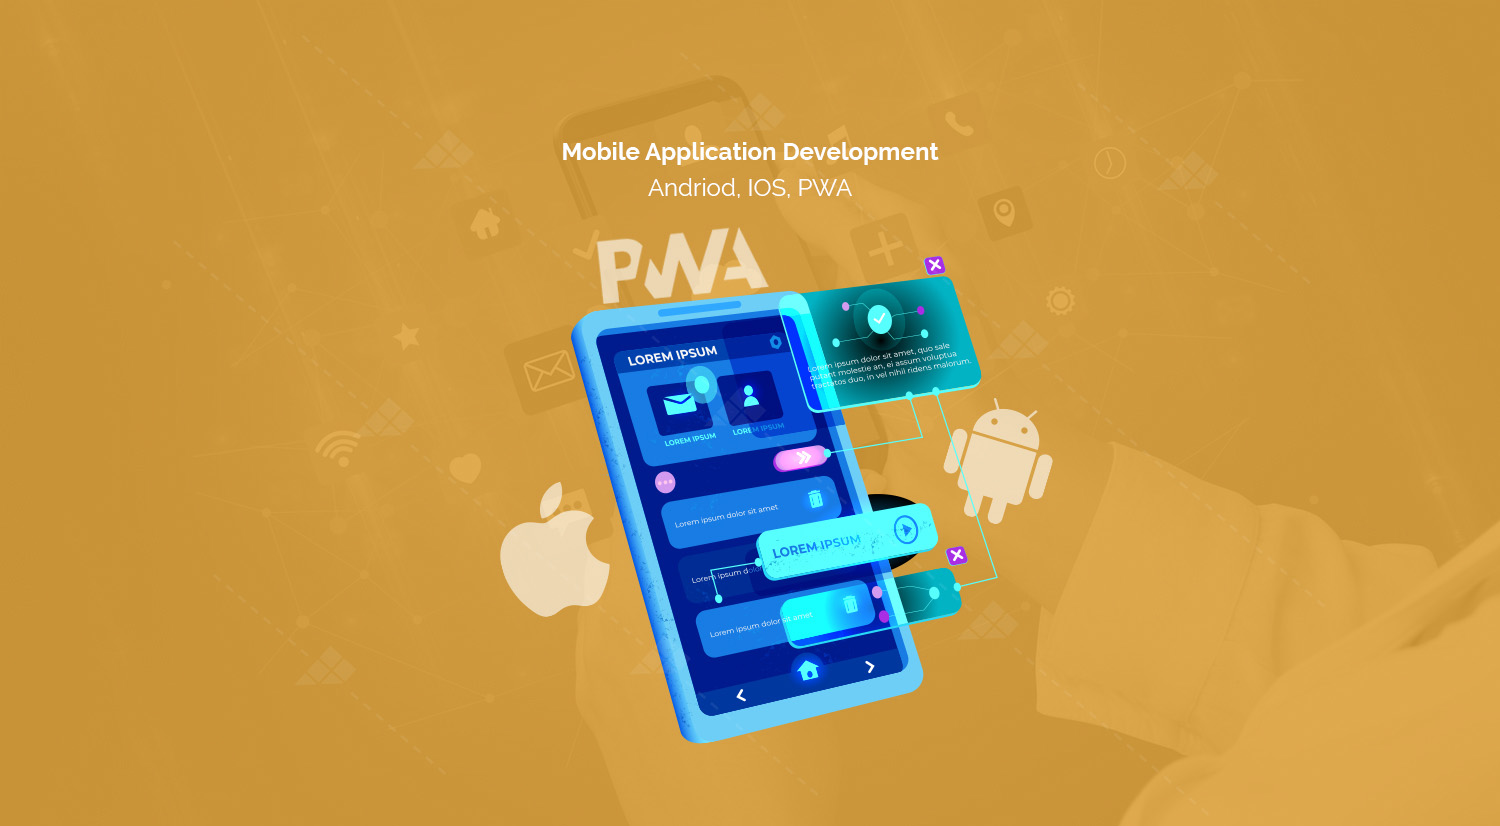 Mobile Application Development
Andriod, IOS, PWA
PWA
LOREM IPSUM
LOREM IPSUM
LOREM IPSUM
Lorem ipsum dolor sit amet, quo sale
putant molestie an, ei assum voluptua
tractatos duo, in vel nihil ridens malorum.
Lorem ipsum dolor sit amet
LOREM IPSUM
Lorem ipsum dolor
Lorem ipsum dolor sit amet